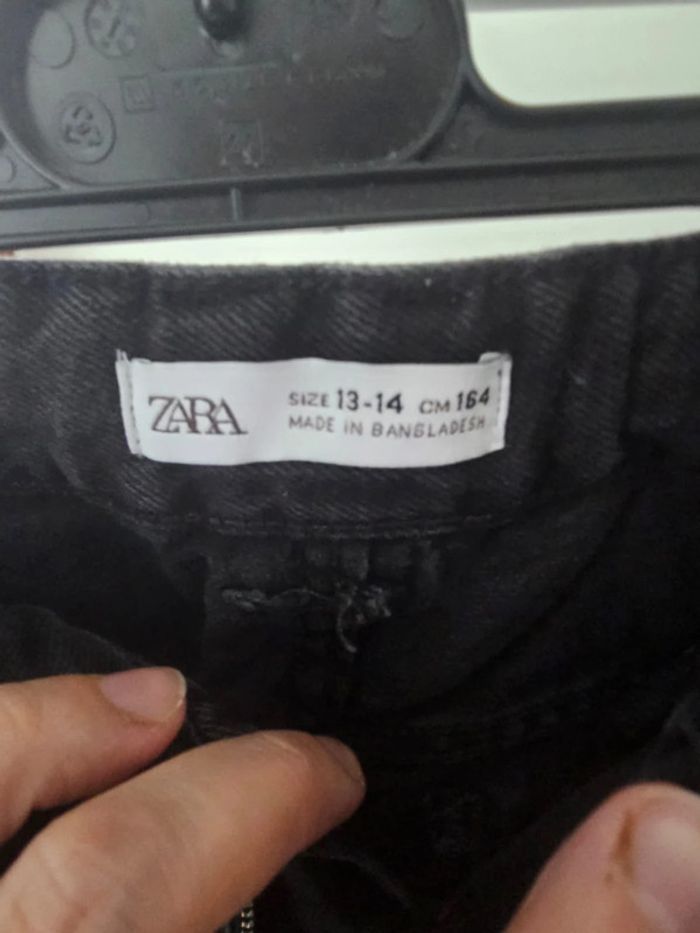 ZARA
SIZE 13-14 CM 164
MADE IN BANGLADESH